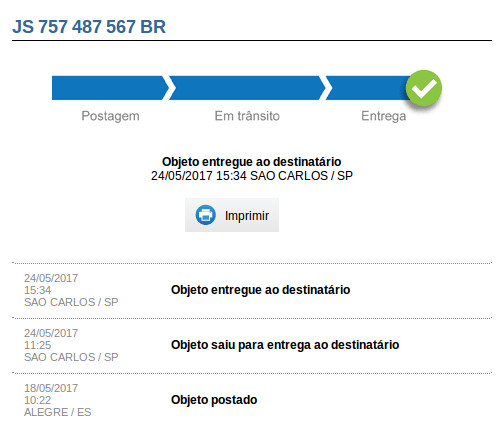 JS 757 487 567 BR
Postagem
Em trânsito
Entrega
Objeto entregue ao destinatário
24/05/2017 15:34 SAO CARLOS / SP
Imprimir
24/05/2017
15:34
SAO CARLOS / SP
Objeto entregue ao destinatário
24/05/2017
11:25
SAO CARLOS / SP
Objeto saiu para entrega ao destinatário
18/05/2017
10:22
ALEGRE / ES
Objeto postado